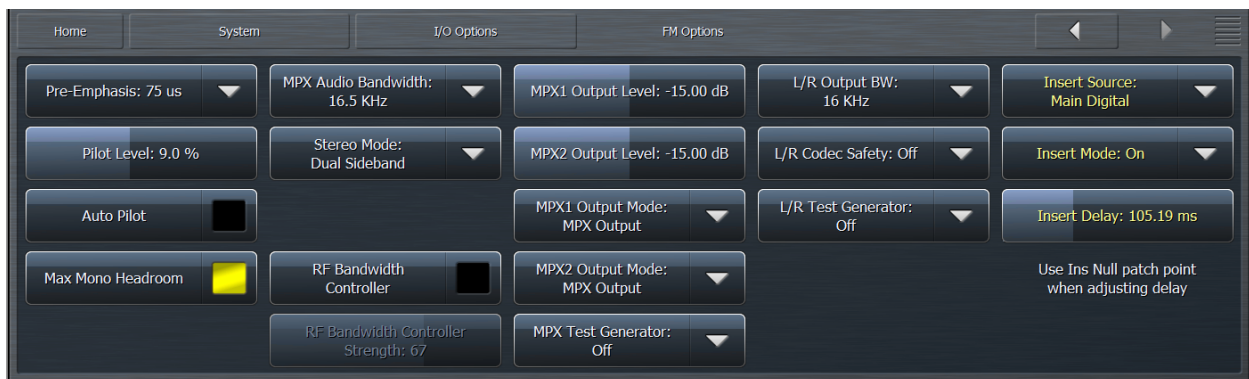 Home
System
I/O Options
FM Options
Pre-Emphasis: 75 us
MPX Audio Bandwidth:
16.5 KHz
MPX1 Output Level: -15.00 dB
L/R Output BW:
16 KHz
Insert Source:
Main Digital
Pilot Level: 9.0 %
Stereo Mode:
Dual Sideband
MPX2 Output Level: -15.00 dB
L/R Codec Safety: Off
Insert Mode: On
Auto Pilot
MPX1 Output Mode:
MPX Output
L/R Test Generator:
Off
Insert Delay: 105.19 ms
Max Mono Headroom
RF Bandwidth
Controller
MPX2 Output Mode:
MPX Output
Use Ins Null patch point
when adjusting delay
RF Bandwidth Controller
Strength: 67
MPX Test Generator:
Off